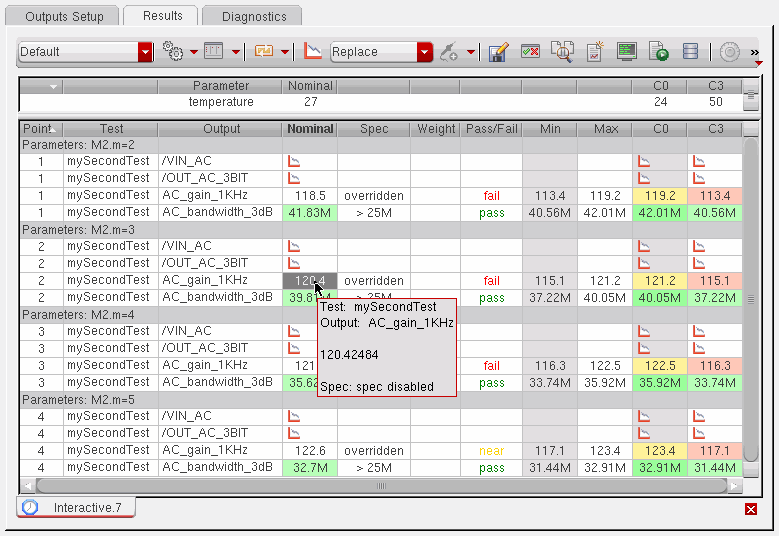 Outputs Setup Results Diagnostics
Default Replace »
Parameter Nominal C0 C3
temperature 27 24 50
Point Test Output Nominal Spec Weight Pass/Fail Min Max C0 C3
Parameters: M2.m=2
1 mySecondTest /VIN_AC
1 mySecondTest /OUT_AC_3BIT
1 mySecondTest AC_gain_1KHz 118.5 overridden fail 113.4 119.2 119.2 113.4
1 mySecondTest AC_bandwidth_3dB 41.83M > 25M pass 40.56M 42.01M 42.01M 40.56M
Parameters: M2.m=3
2 mySecondTest /VIN_AC
2 mySecondTest /OUT_AC_3BIT
2 mySecondTest AC_gain_1KHz 120.4 overridden fail 115.1 121.2 121.2 115.1
2 mySecondTest AC_bandwidth_3dB 39.81M > 25M pass 37.22M 40.05M 40.05M 37.22M
Test: mySecondTest
Output: AC_gain_1KHz
120.42484
Spec: spec disabled
Parameters: M2.m=4
3 mySecondTest /VIN_AC
3 mySecondTest /OUT_AC_3BIT
3 mySecondTest AC_gain_1KHz 121 fail 116.3 122.5 122.5 116.3
3 mySecondTest AC_bandwidth_3dB 35.62 pass 33.74M 35.92M 35.92M 33.74M
Parameters: M2.m=5
4 mySecondTest /VIN_AC
4 mySecondTest /OUT_AC_3BIT
4 mySecondTest AC_gain_1KHz 122.6 overridden near 117.1 123.4 123.4 117.1
4 mySecondTest AC_bandwidth_3dB 32.7M > 25M pass 31.44M 32.91M 32.91M 31.44M
Interactive.7